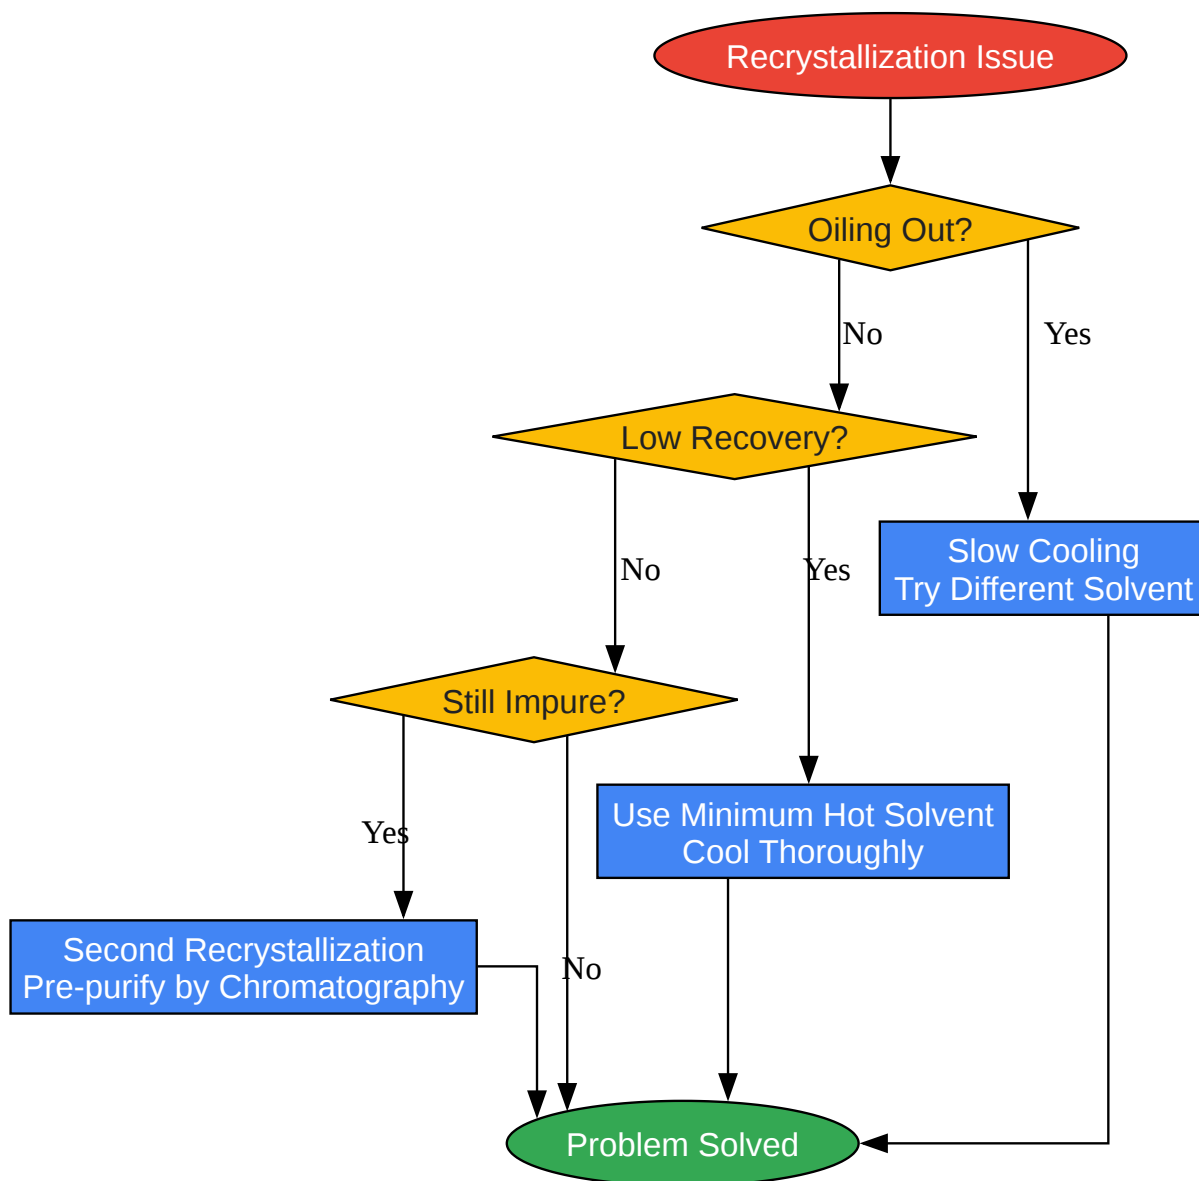 Recrystallization Issue
Oiling Out?
No
Yes
Low Recovery?
Slow Cooling
Try Different Solvent
No
Yes
Still Impure?
Use Minimum Hot Solvent
Cool Thoroughly
Yes
Second Recrystallization
Pre-purify by Chromatography
No
Problem Solved